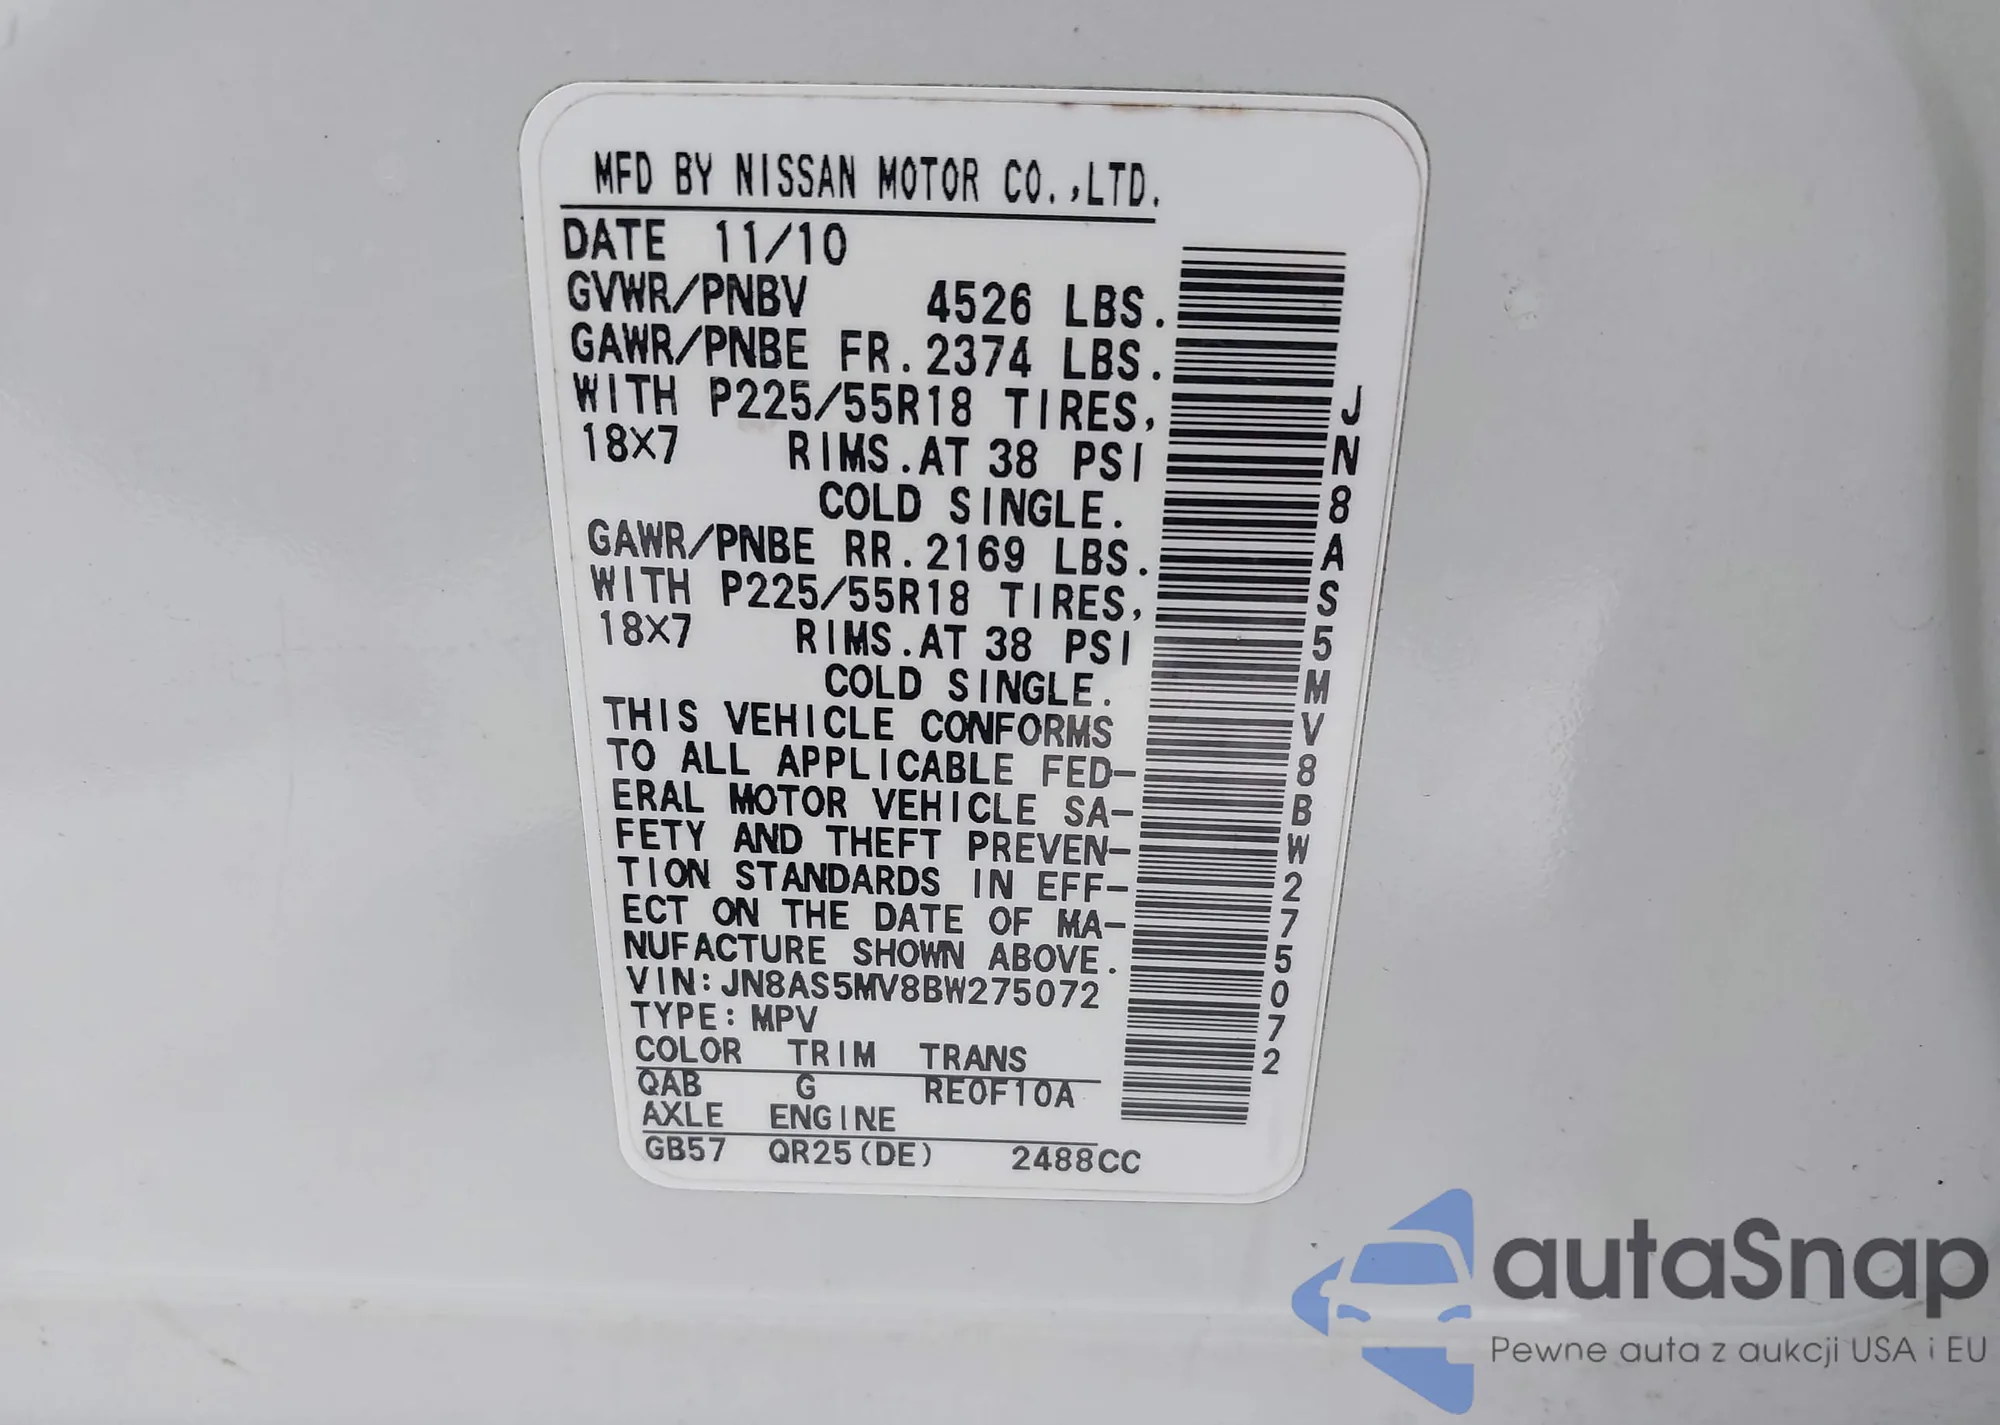 MFD BY NISSAN MOTOR CO.,LTD.
DATE 11/10
GVWR/PNBV 4526 LBS.
GAWR/PNBE FR.2374 LBS.
WITH P225/55R18 TIRES,
18X7 RIMS.AT 38 PSI
COLD SINGLE.
GAWR/PNBE RR.2169 LBS.
WITH P225/55R18 TIRES,
18X7 RIMS.AT 38 PSI
COLD SINGLE.
THIS VEHICLE CONFORMS
TO ALL APPLICABLE FED-
ERAL MOTOR VEHICLE SA-
FETY AND THEFT PREVEN-
TION STANDARDS IN EFF-
ECT ON THE DATE OF MA-
NUFACTURE SHOWN ABOVE.
VIN:JN8AS5MV8BW275072
TYPE:MPV
COLOR TRIM TRANS
QAB G RE0F10A
AXLE ENGINE
GB57 QR25(DE) 2488CC
JN8AS5MV8BW275072
autaSnap
Pewne auta z aukcji USA i EU